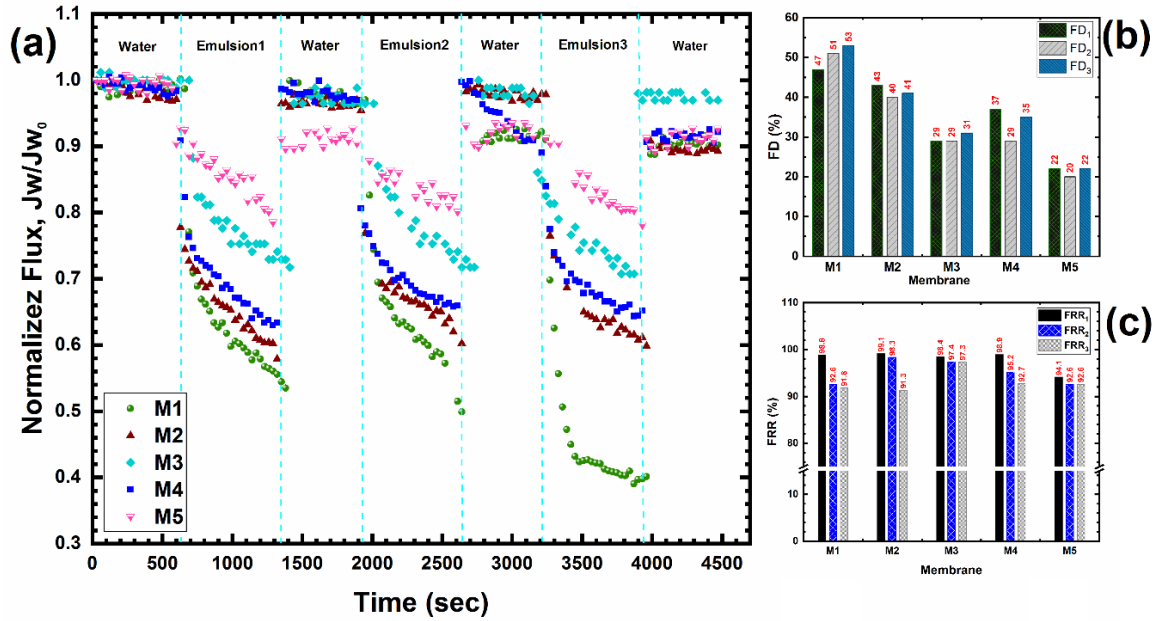 (a)
Water Emulsion1 Water Emulsion2 Water Emulsion3 Water
Normalizez Flux, Jw/Jw₀
1.1
1.0
0.9
0.8
0.7
0.6
0.5
0.4
0.3
M1
M2
M3
M4
M5
0 500 1000 1500 2000 2500 3000 3500 4000 4500
Time (sec)
(b)
FD (%)
60
50
40
30
20
10
0
FD₁
FD₂
FD₃
47 51 53 43 40 41 29 29 31 37 29 35 22 20 22
M1 M2 M3 M4 M5
Membrane
(c)
FRR (%)
110
100
90
80
10
0
FRR₁
FRR₂
FRR₃
98.8 92.6 91.8 99.1 98.3 91.3 98.4 97.4 97.3 98.9 95.2 92.7 94.1 92.6 92.6
M1 M2 M3 M4 M5
Membrane